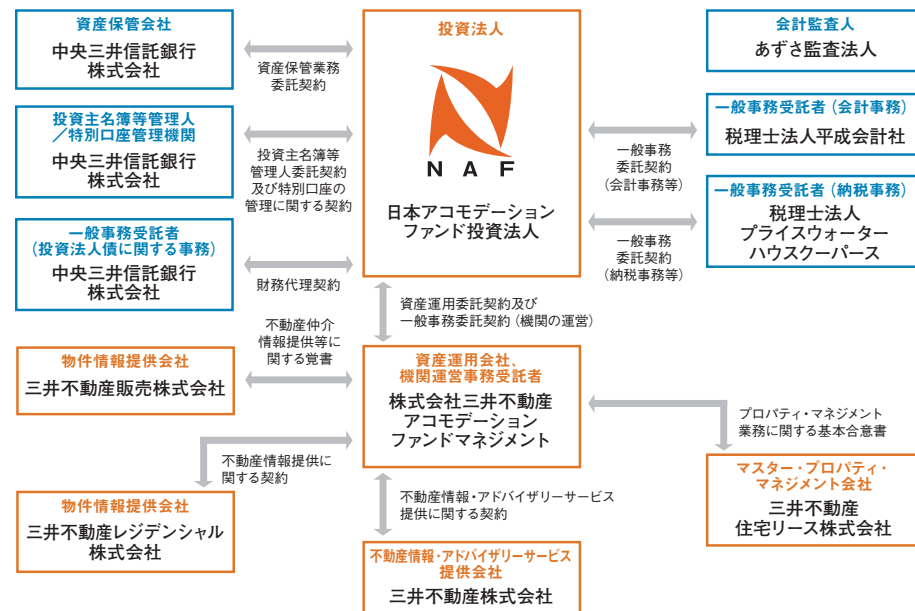 資産保管会社
中央三井信託銀行
株式会社
資産保管業務
委託契約
投資主名簿等管理人
／特別口座管理機関
中央三井信託銀行
株式会社
投資主名簿等
管理人委託契約
及び特別口座の
管理に関する契約
一般事務受託者
(投資法人債に関する事務)
中央三井信託銀行
株式会社
財務代理契約
投資法人
NAF
日本アコモデーション
ファンド投資法人
会計監査人
あずさ監査法人
一般事務受託者（会計事務）
税理士法人平成会計社
一般事務
委託契約
(会計事務等)
一般事務受託者（納税事務）
税理士法人
プライスウォーター
ハウスクーパース
一般事務
委託契約
(納税事務等)
資産運用委託契約及び
一般事務委託契約（機関の運営）
不動産仲介
情報提供等に
関する覚書
物件情報提供会社
三井不動産販売株式会社
資産運用会社、
機関運営事務受託者
株式会社三井不動産
アコモデーション
ファンドマネジメント
プロパティ・マネジメント
業務に関する基本合意書
不動産情報提供に
関する契約
物件情報提供会社
三井不動産レジデンシャル
株式会社
不動産情報・アドバイザリーサービス
提供に関する契約
不動産情報・アドバイザリーサービス
提供会社
三井不動産株式会社
マスター・プロパティ・
マネジメント会社
三井不動産
住宅リース株式会社